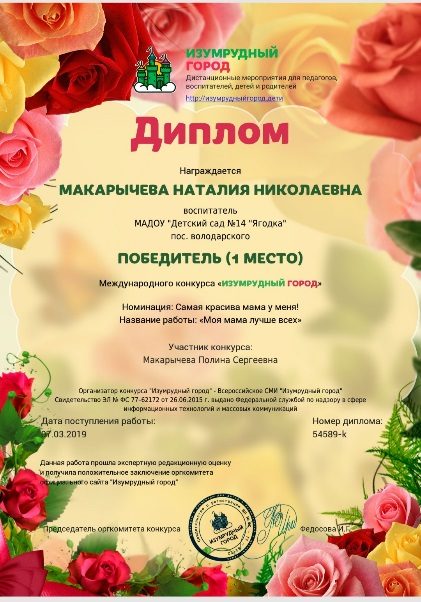 ИЗУМРУДНЫЙ
ГОРОД
Дистанционные мероприятия для педагогов,
воспитателей, детей и родителей
http://изумрудныйгород.дети
Диплом
Награждается
МАКАРЫЧЕВА НАТАЛИЯ НИКОЛАЕВНА
воспитатель
МАДОУ "Детский сад №14 "Ягодка"
пос. володарского
ПОБЕДИТЕЛЬ (1 МЕСТО)
Международного конкурса «ИЗУМРУДНЫЙ ГОРОД»
Номинация: Самая красива мама у меня!
Название работы: «Моя мама лучше всех»
Участник конкурса:
Макарычева Полина Сергеевна
Организатор конкурса "Изумрудный город" - Всероссийское СМИ "Изумрудный город"
Свидетельство ЭЛ № ФС 77-62172 от 26.06.2015 г. выдано Федеральной службой по надзору в сфере
информационных технологий и массовых коммуникаций
Дата поступления работы:
07.03.2019
Номер диплома:
54589-k
Данная работа прошла экспертную редакционную оценку
и получила положительное заключение оргкомитета
официального сайта "Изумрудный город"
Председатель оргкомитета конкурса
ИЗУМРУДНЫЙ
ГОРОД
Федосова И.Г.